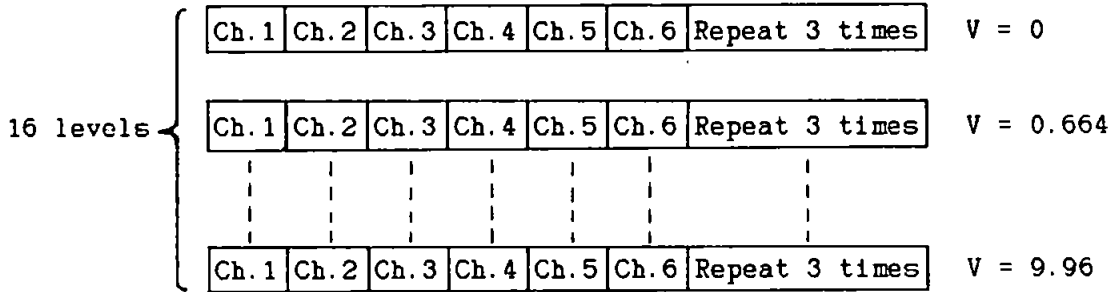 Ch.1 Ch.2 Ch.3 Ch.4 Ch.5 Ch.6 Repeat 3 times V = 0
16 levels Ch.1 Ch.2 Ch.3 Ch.4 Ch.5 Ch.6 Repeat 3 times V = 0.664
Ch.1 Ch.2 Ch.3 Ch.4 Ch.5 Ch.6 Repeat 3 times V = 9.96